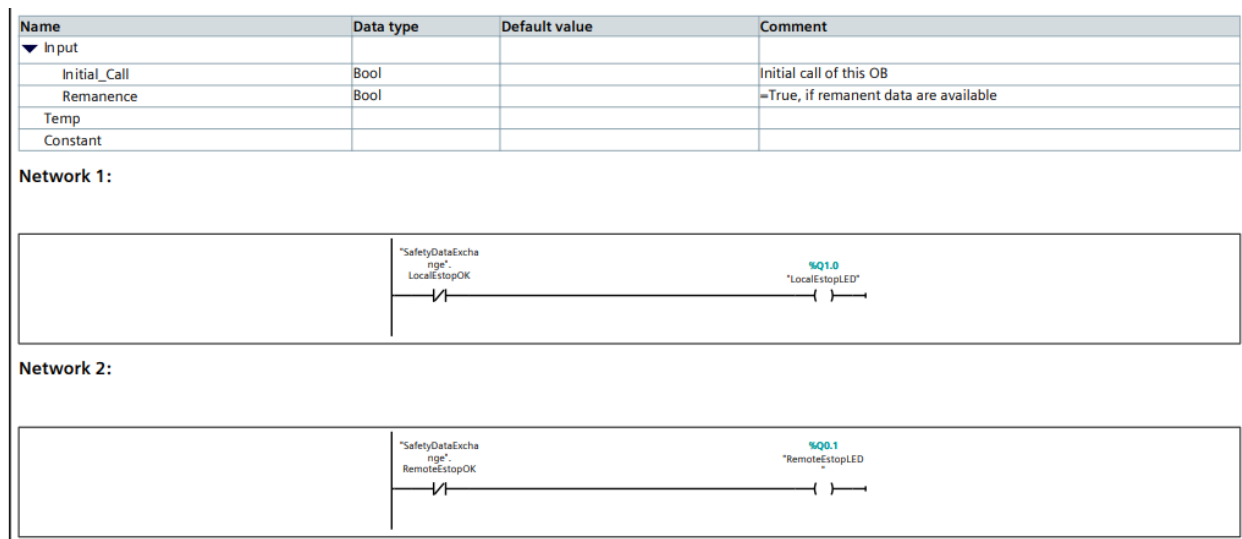 Name Data type Default value Comment
Input
Initial_Call Bool Initial call of this OB
Remanence Bool =True, if remanent data are available
Temp
Constant
Network 1:
"SafetyDataExcha
nge".
LocalEstopOK
%Q1.0
"LocalEstopLED"
Network 2:
"SafetyDataExcha
nge".
RemoteEstopOK
%Q0.1
"RemoteEstopLED
"